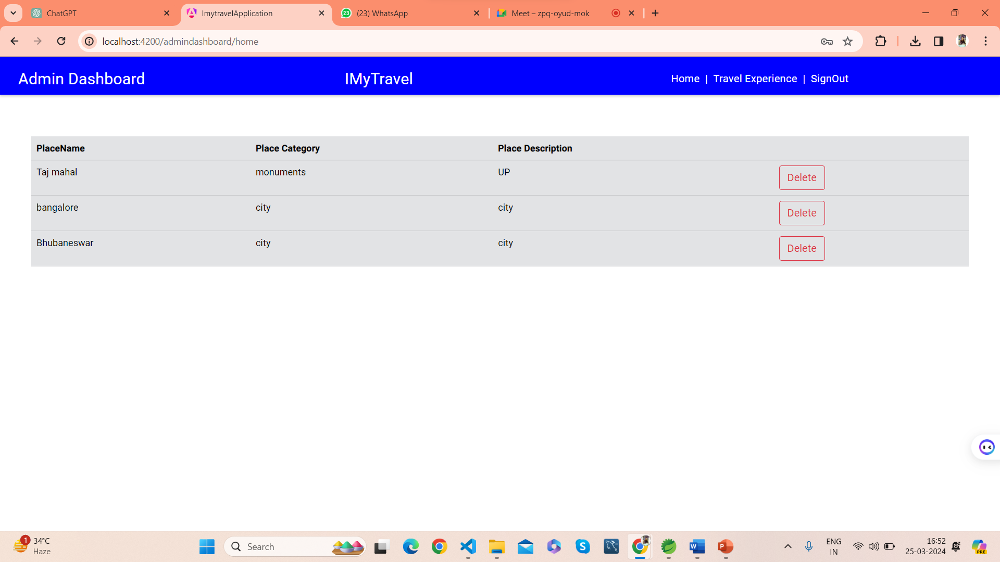 ChatGPT
ImytravelApplication
23
(23) WhatsApp
Meet – zpq-oyud-mok
localhost:4200/admindashboard/home
Admin Dashboard
IMyTravel
Home | Travel Experience | SignOut
PlaceName Place Category Place Description
Taj mahal monuments UP Delete
bangalore city city Delete
Bhubaneswar city city Delete
1
34°C
Haze
Search
S
W
P
ENG
IN
16:52
25-03-2024
PRE